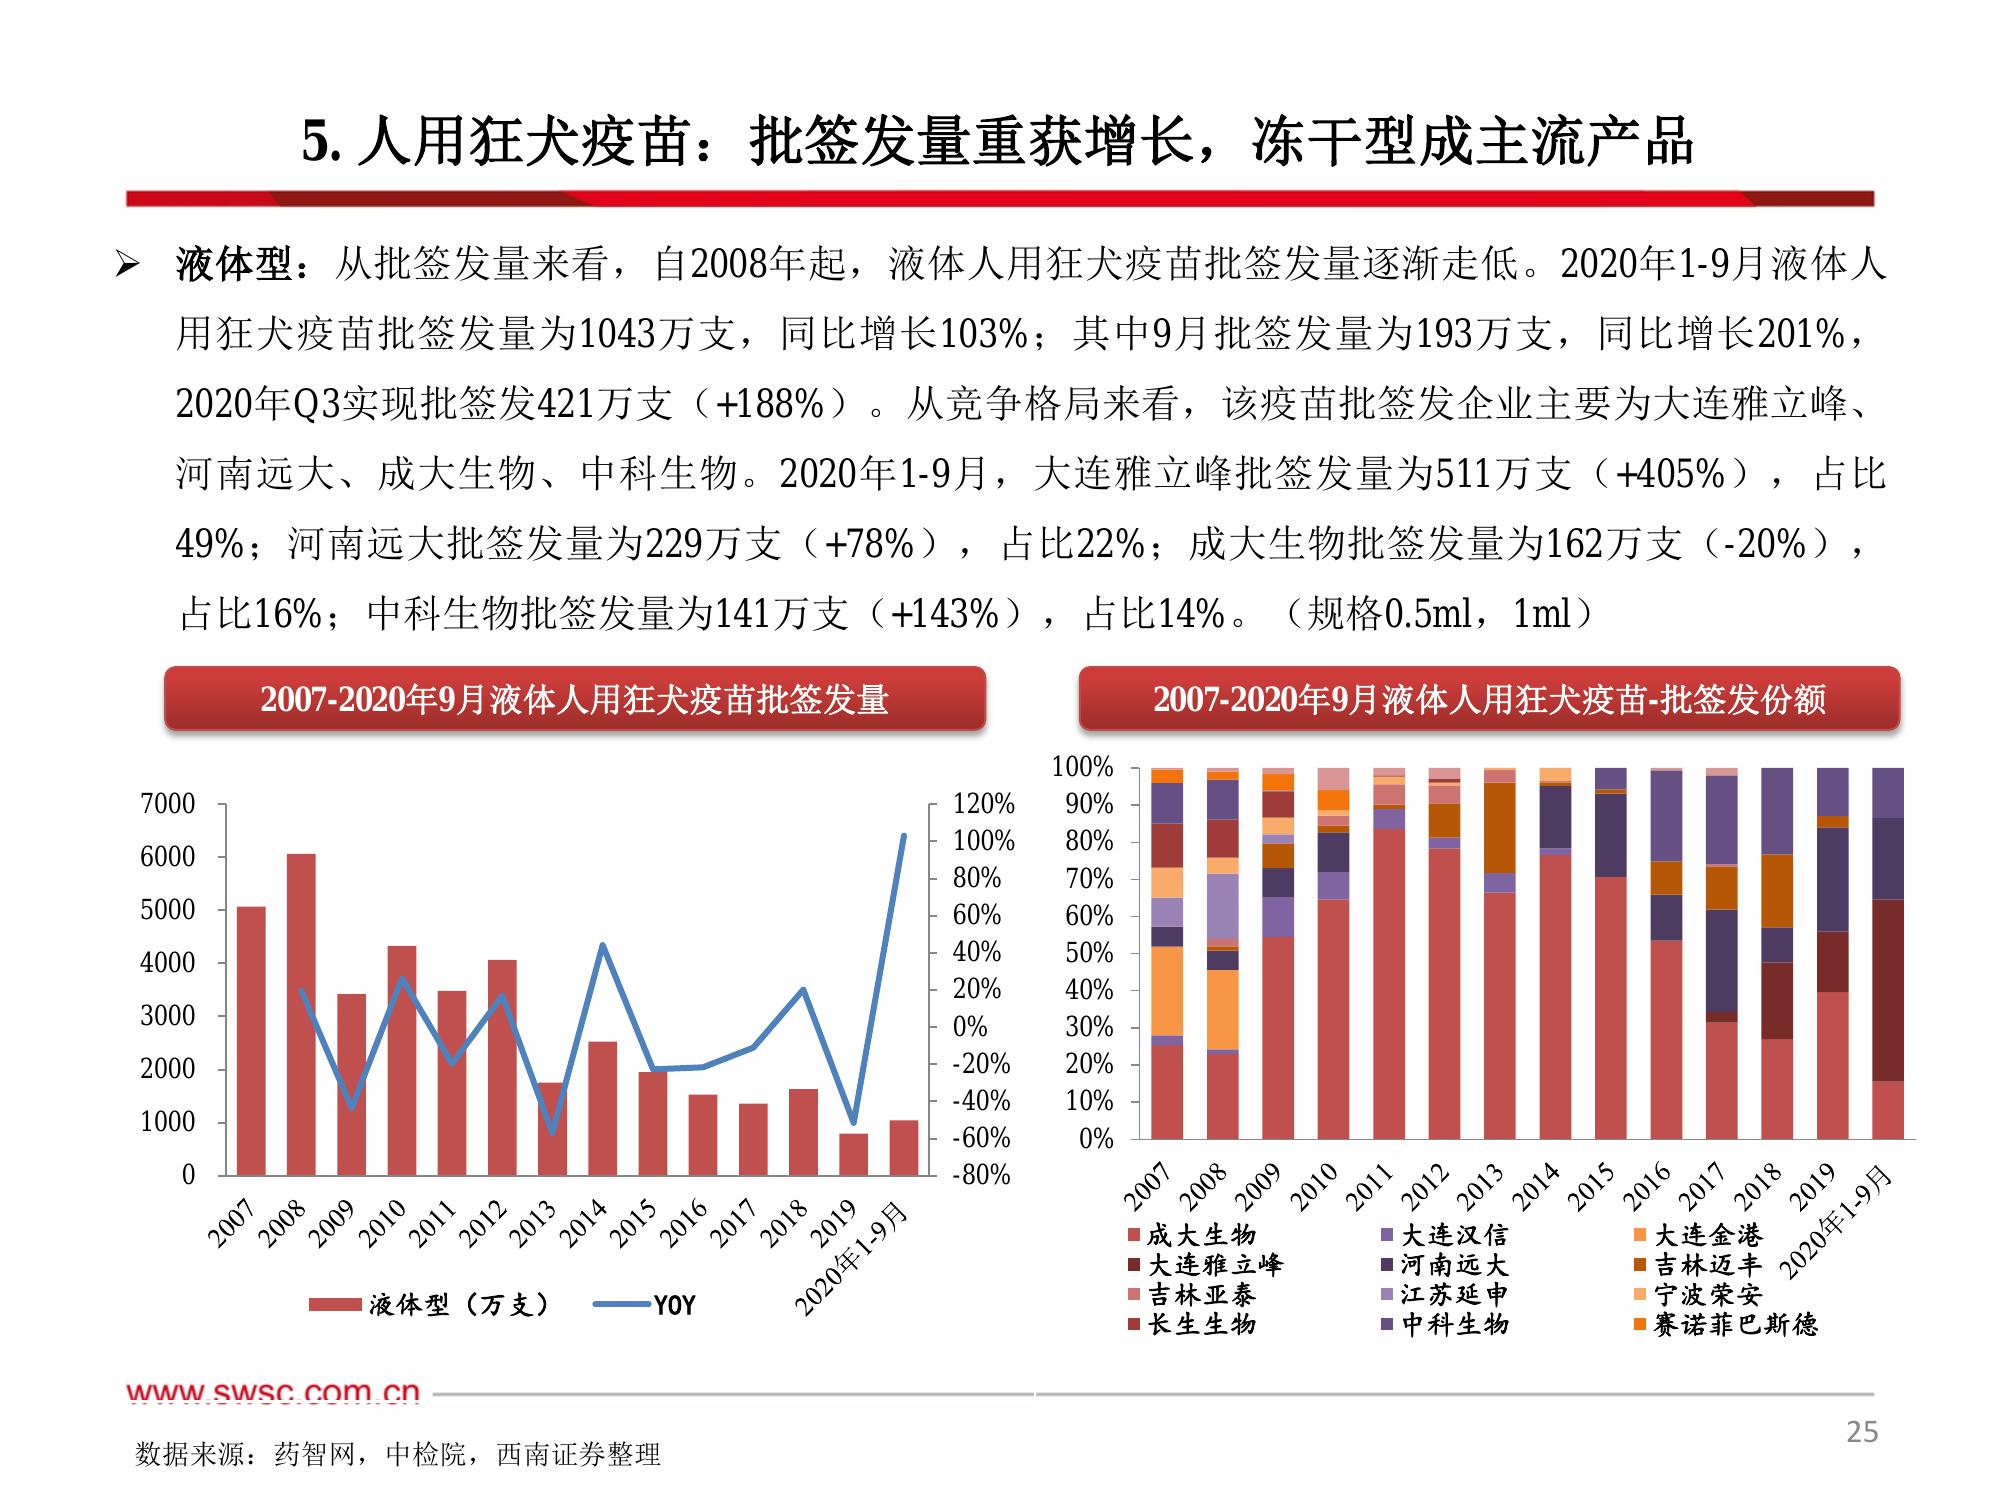 5. 人用狂犬疫苗：批签发量重获增长，冻干型成主流产品
➢ 液体型：从批签发量来看，自2008年起，液体人用狂犬疫苗批签发量逐渐走低。2020年1-9月液体人
用狂犬疫苗批签发量为1043万支，同比增长103%；其中9月批签发量为193万支，同比增长201%，
2020年Q3实现批签发421万支（+188%）。从竞争格局来看，该疫苗批签发企业主要为大连雅立峰、
河南远大、成大生物、中科生物。2020年1-9月，大连雅立峰批签发量为511万支（+405%），占比
49%；河南远大批签发量为229万支（+78%），占比22%；成大生物批签发量为162万支（-20%），
占比16%；中科生物批签发量为141万支（+143%），占比14%。（规格0.5ml，1ml）
2007-2020年9月液体人用狂犬疫苗批签发量
7000
6000
5000
4000
3000
2000
1000
0
120%
100%
80%
60%
40%
20%
0%
-20%
-40%
-60%
-80%
2007
2008
2009
2010
2011
2012
2013
2014
2015
2016
2017
2018
2019
2020年1-9月
液体型（万支）
YOY
2007-2020年9月液体人用狂犬疫苗-批签发份额
100%
90%
80%
70%
60%
50%
40%
30%
20%
10%
0%
2007
2008
2009
2010
2011
2012
2013
2014
2015
2016
2017
2018
2019
2020年1-9月
成大生物
大连汉信
大连金港
大连雅立峰
河南远大
吉林迈丰
吉林亚泰
江苏延申
宁波荣安
长生生物
中科生物
赛诺菲巴斯德
www.swsc.com.cn
数据来源：药智网，中检院，西南证券整理
25